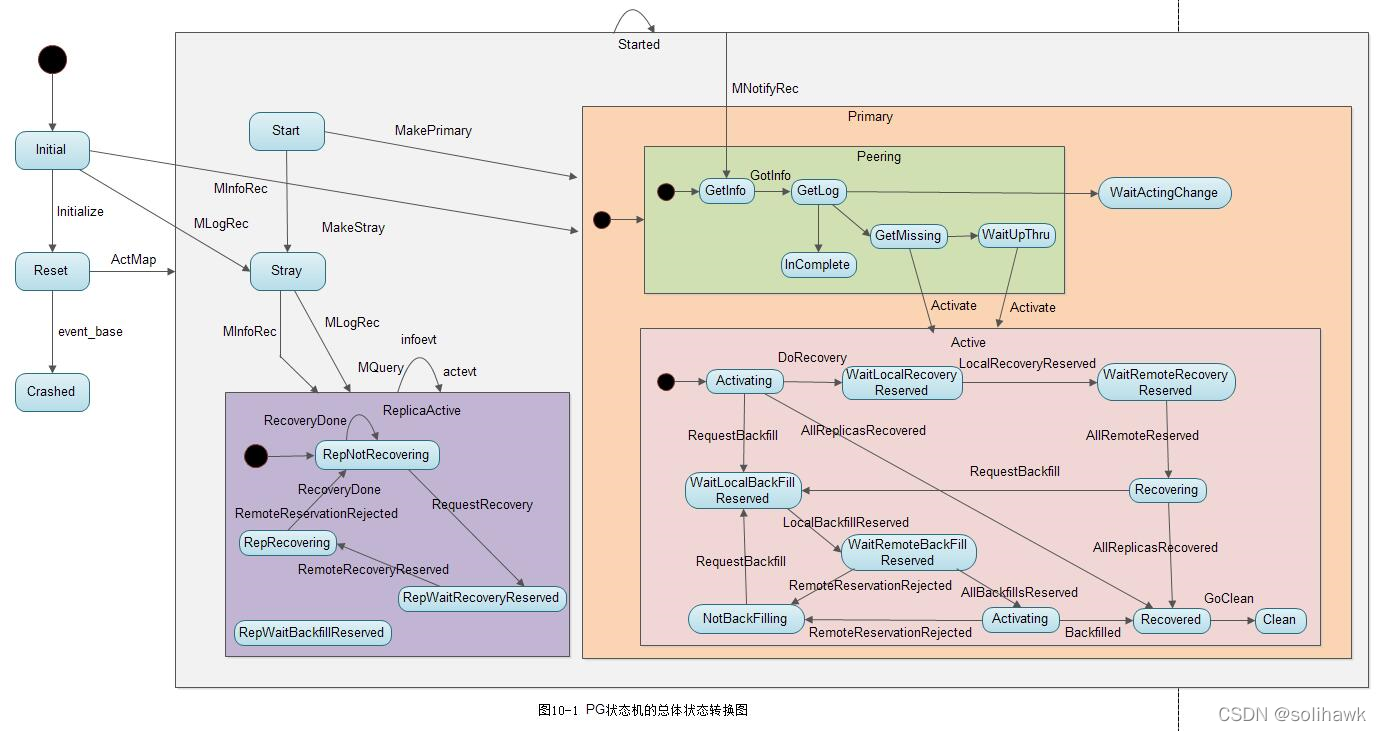 Started
MNotifyRec
Primary
Start
MakePrimary
Initial
Peering
GotInfo
GetInfo
GetLog
WaitActingChange
MInfoRec
Initialize
MLogRec
MakeStray
GetMissing
WaitUpThru
ActMap
Reset
Stray
InComplete
Activate
Activate
event_base
MInfoRec
MLogRec
infoevt
MQuery
actevt
Active
DoRecovery
LocalRecoveryReserved
Crashed
Activating
WaitLocalRecovery
Reserved
WaitRemoteRecovery
Reserved
ReplicaActive
RecoveryDone
RequestBackfill
AllReplicasRecovered
AllRemoteReserved
RepNotRecovering
RequestBackfill
RecoveryDone
WaitLocalBackFill
Reserved
Recovering
RequestRecovery
RemoteReservationRejected
LocalBackfillReserved
RepRecovering
WaitRemoteBackFill
Reserved
AllReplicasRecovered
RequestBackfill
RemoteRecoveryReserved
RemoteReservationRejected
AllBackfillsReserved
RepWaitRecoveryReserved
GoClean
NotBackFilling
Activating
Recovered
Clean
RepWaitBackfillReserved
RemoteReservationRejected
Backfilled
图10-1 PG状态机的总体状态转换图
CSDN @solihawk